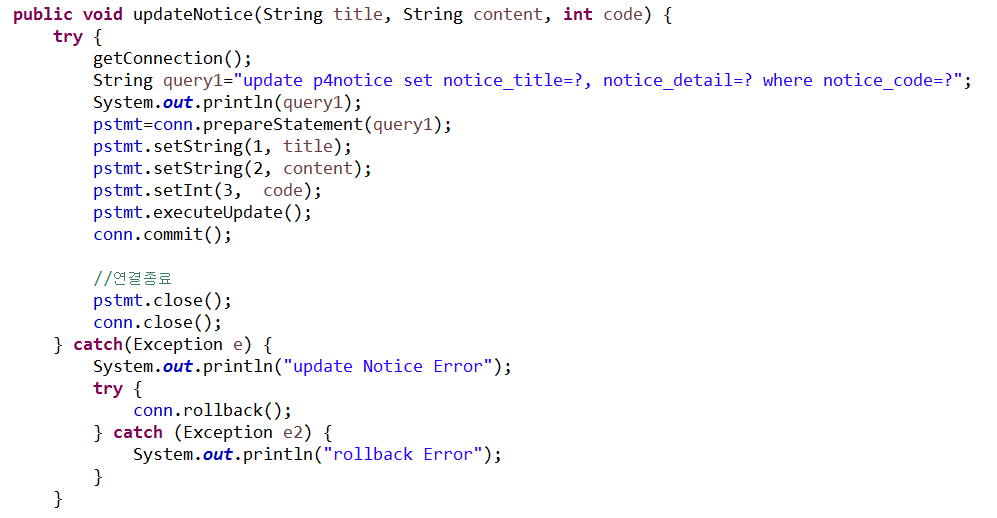 public void updateNotice(String title, String content, int code) {
    try {
        getConnection();
        String query1="update p4notice set notice_title=?, notice_detail=? where notice_code=?";
        System.out.println(query1);
        pstmt=conn.prepareStatement(query1);
        pstmt.setString(1, title);
        pstmt.setString(2, content);
        pstmt.setInt(3,  code);
        pstmt.executeUpdate();
        conn.commit();

        //연결종료
        pstmt.close();
        conn.close();
    } catch(Exception e) {
        System.out.println("update Notice Error");
        try {
            conn.rollback();
        } catch (Exception e2) {
            System.out.println("rollback Error");
        }
    }